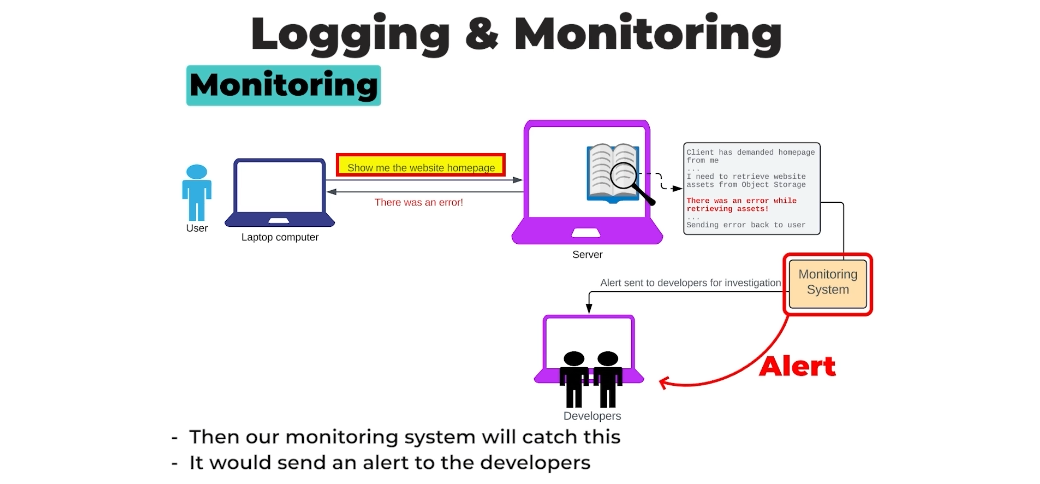 Logging & Monitoring
Monitoring
Show me the website homepage
There was an error!
User
Laptop computer
Server
Client has demanded homepage
from me
...
I need to retrieve website
assets from Object Storage
There was an error while
retrieving assets!
...
Sending error back to user
Monitoring
System
Alert sent to developers for investigation
Alert
Developers
- Then our monitoring system will catch this
- It would send an alert to the developers